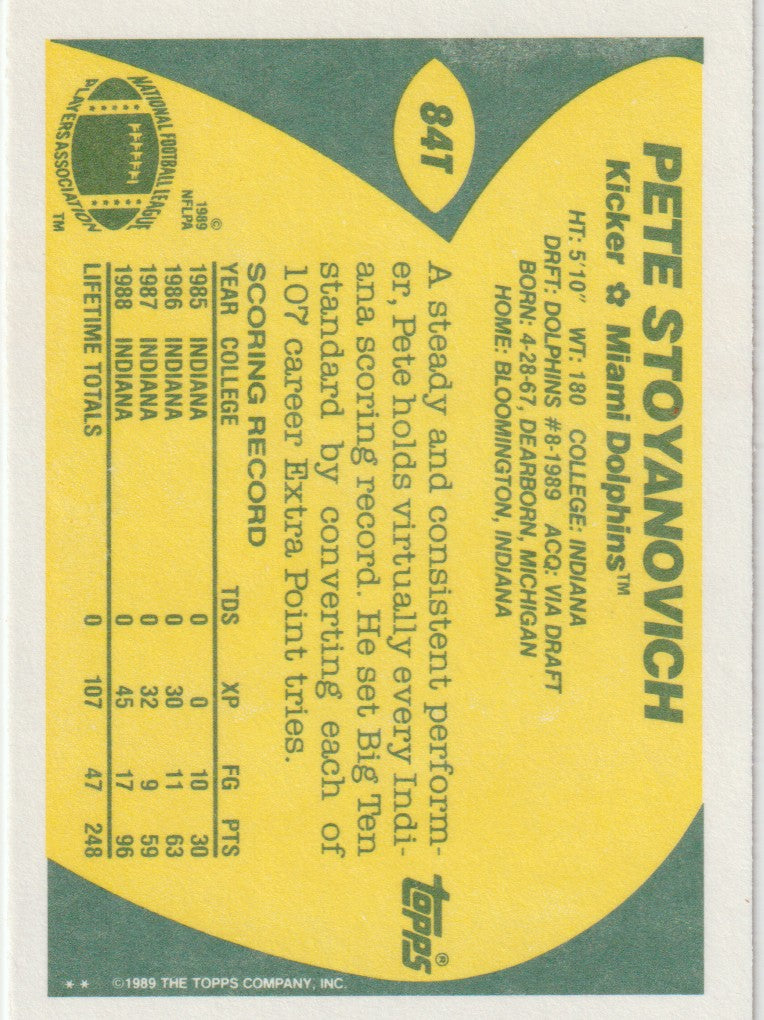 84T
PETE STOYANOVICH
Kicker ✿ Miami Dolphins™
HT: 5'10" WT: 180 COLLEGE: INDIANA
DRFT: DOLPHINS #8-1989 ACQ: VIA DRAFT
BORN: 4-28-67, DEARBORN, MICHIGAN
HOME: BLOOMINGTON, INDIANA
A steady and consistent perform-
er, Pete holds virtually every Indi-
ana scoring record. He set Big Ten
standard by converting each of
107 career Extra Point tries.
SCORING RECORD
YEAR COLLEGE TDS XP FG PTS
1985 INDIANA 0 0 10 30
1986 INDIANA 0 30 11 63
1987 INDIANA 0 32 9 59
1988 INDIANA 0 45 17 96
LIFETIME TOTALS 0 107 47 248
NATIONAL FOOTBALL LEAGUE
PLAYERS ASSOCIATION
TM
©
1989
NFLPA
topps®
** ©1989 THE TOPPS COMPANY, INC.